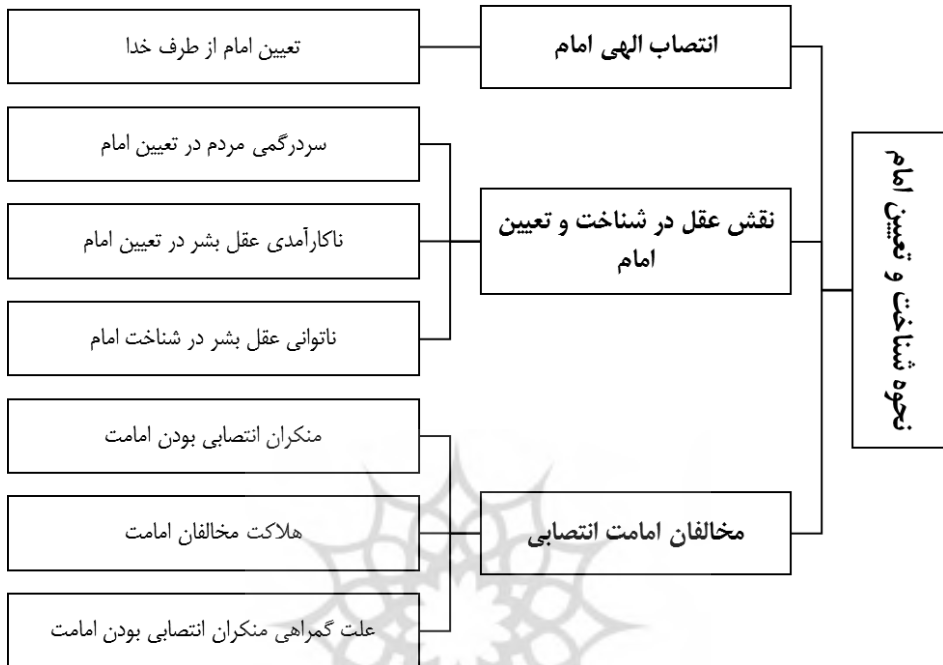 نحوه شناخت و تعیین امام
انتصاب الهی امام
تعیین امام از طرف خدا
نقش عقل در شناخت و تعیین
امام
سردرگمی مردم در تعیین امام
ناکارآمدی عقل بشر در تعیین امام
ناتوانی عقل بشر در شناخت امام
مخالفان امامت انتصابی
منکران انتصابی بودن امامت
هلاکت مخالفان امامت
علت گمراهی منکران انتصابی بودن امامت